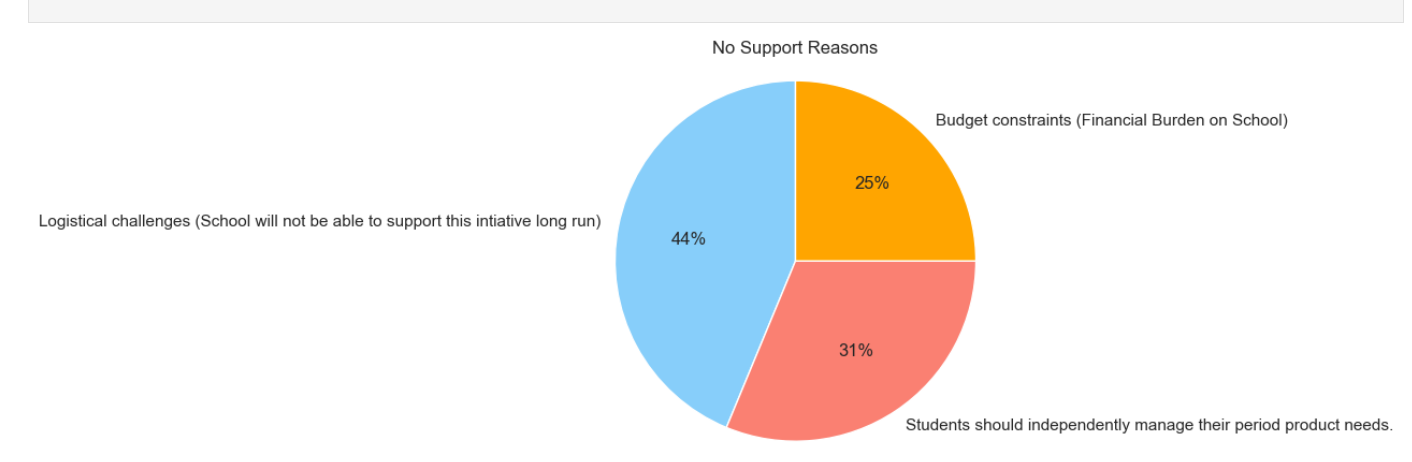 No Support Reasons
Budget constraints (Financial Burden on School)
25%
Logistical challenges (School will not be able to support this intiative long run)
44%
31%
Students should independently manage their period product needs.